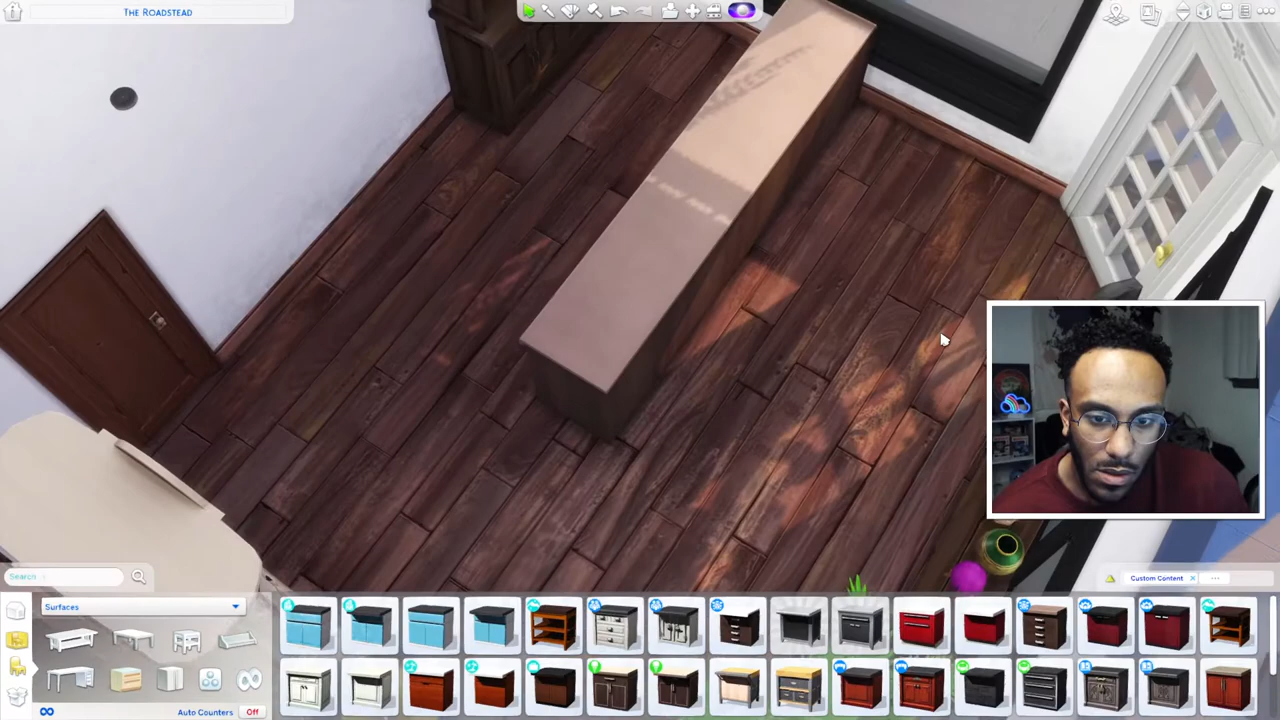 THE ROADSTEAD
Search
Custom Content
Surfaces
Auto Counters
Off